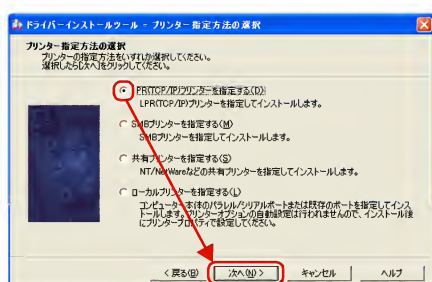 ドライバーインストールツール - プリンター指定方法の選択
プリンター指定方法の選択
プリンターの指定方法をいずれか選択してください。
選択したら[次へ]をクリックしてください。
PR(TCP/IP)プリンターを指定する(D)
LPR(TCP/IP)プリンターを指定してインストールします。
SMBプリンターを指定する(M)
SMBプリンターを指定してインストールします。
共有プリンターを指定する(S)
NT/NetWareなどの共有プリンターを指定してインストールします。
ローカルプリンターを指定する(L)
コンピューター本体のパラレル/シリアルポートまたは既存のポートを指定してインス
トールします。プリンターオプションの自動設定は行われませんので、インストール後
にプリンタープロパティで設定してください。
< 戻る(B) 次へ(N) > キャンセル ヘルプ